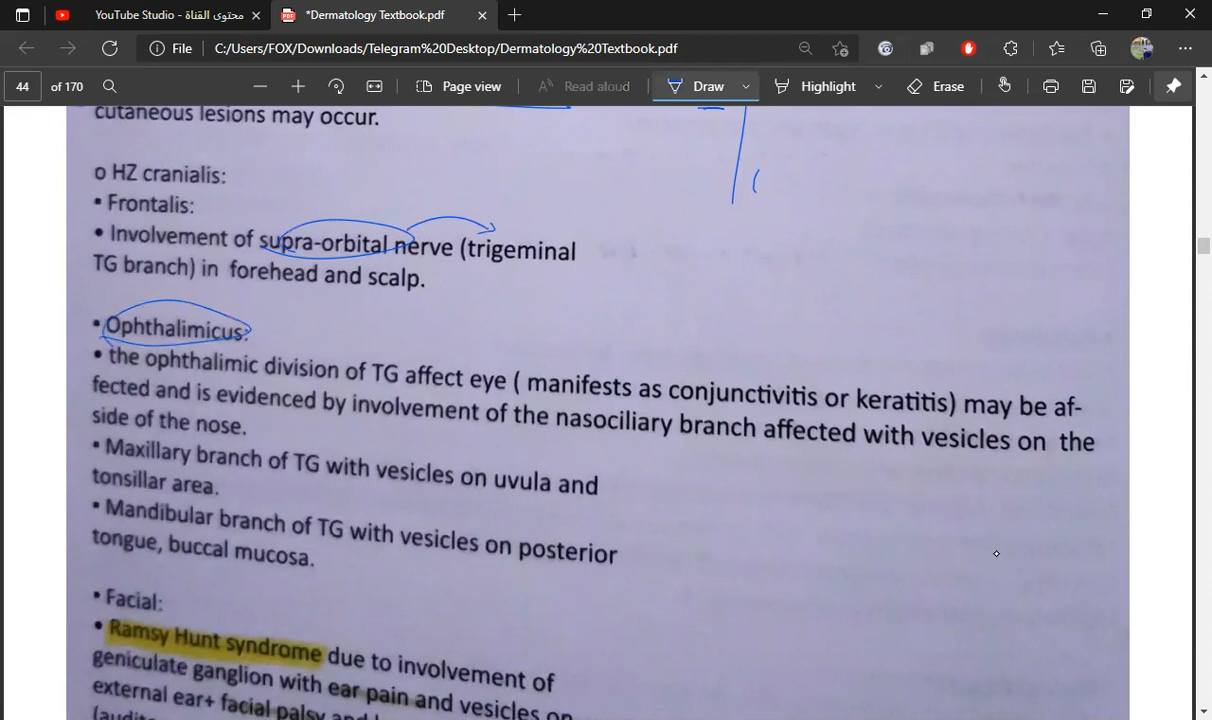 YouTube Studio - محتوى القناة
*Dermatology Textbook.pdf
File
C:/Users/FOX/Downloads/Telegram%20Desktop/Dermatology%20Textbook.pdf
44 of 170
Page view
Read aloud
Draw
Highlight
Erase
cutaneous lesions may occur.
o HZ cranialis:
• Frontalis:
• Involvement of supra-orbital nerve (trigeminal
TG branch) in forehead and scalp.
• Ophthalimicus:
• the ophthalimic division of TG affect eye ( manifests as conjunctivitis or keratitis) may be af-
fected and is evidenced by involvement of the nasociliary branch affected with vesicles on the
side of the nose.
• Maxillary branch of TG with vesicles on uvula and
tonsillar area.
• Mandibular branch of TG with vesicles on posterior
tongue, buccal mucosa.
• Facial:
• Ramsy Hunt syndrome due to involvement of
geniculate ganglion with ear pain and vesicles on
external ear+ facial palsy and